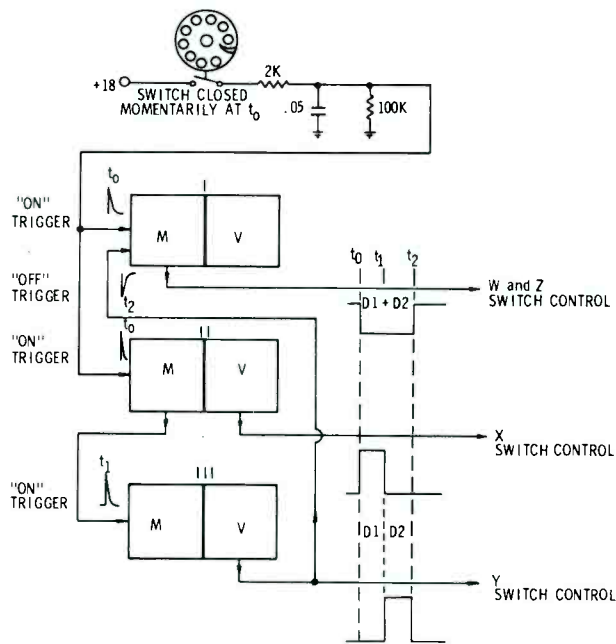 +18
SWITCH CLOSED
MOMENTARILY AT t₀
2K
.05
100K
"ON"
TRIGGER
t₀
I
M
V
"OFF"
TRIGGER
t₂
t₀
t₁
t₂
D1 + D2
W and Z
SWITCH CONTROL
"ON"
TRIGGER
t₀
II
M
V
X
SWITCH CONTROL
"ON"
TRIGGER
t₁
III
M
V
D1
D2
Y
SWITCH CONTROL